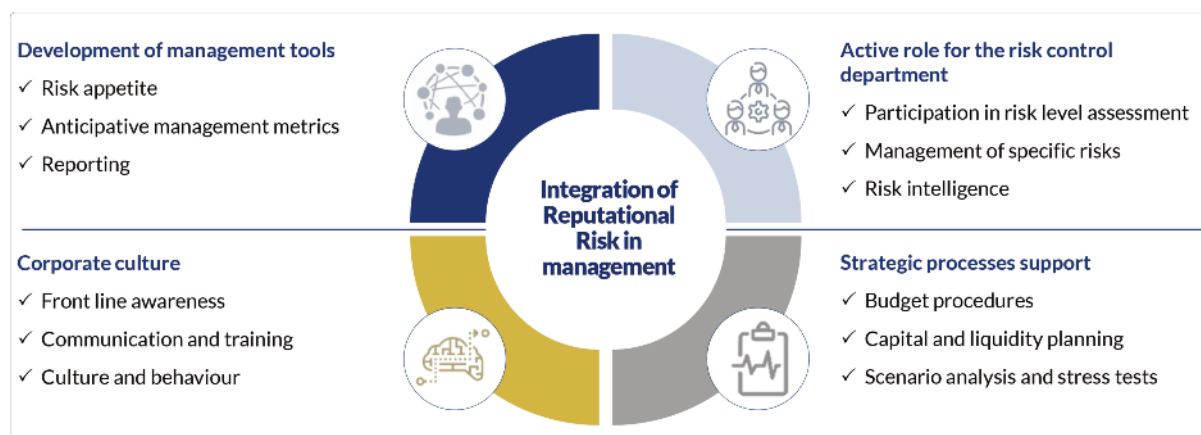 Development of management tools
✓ Risk appetite
✓ Anticipative management metrics
✓ Reporting
Active role for the risk control
department
✓ Participation in risk level assessment
✓ Management of specific risks
✓ Risk intelligence
Integration of
Reputational
Risk in
management
Corporate culture
✓ Front line awareness
✓ Communication and training
✓ Culture and behaviour
Strategic processes support
✓ Budget procedures
✓ Capital and liquidity planning
✓ Scenario analysis and stress tests